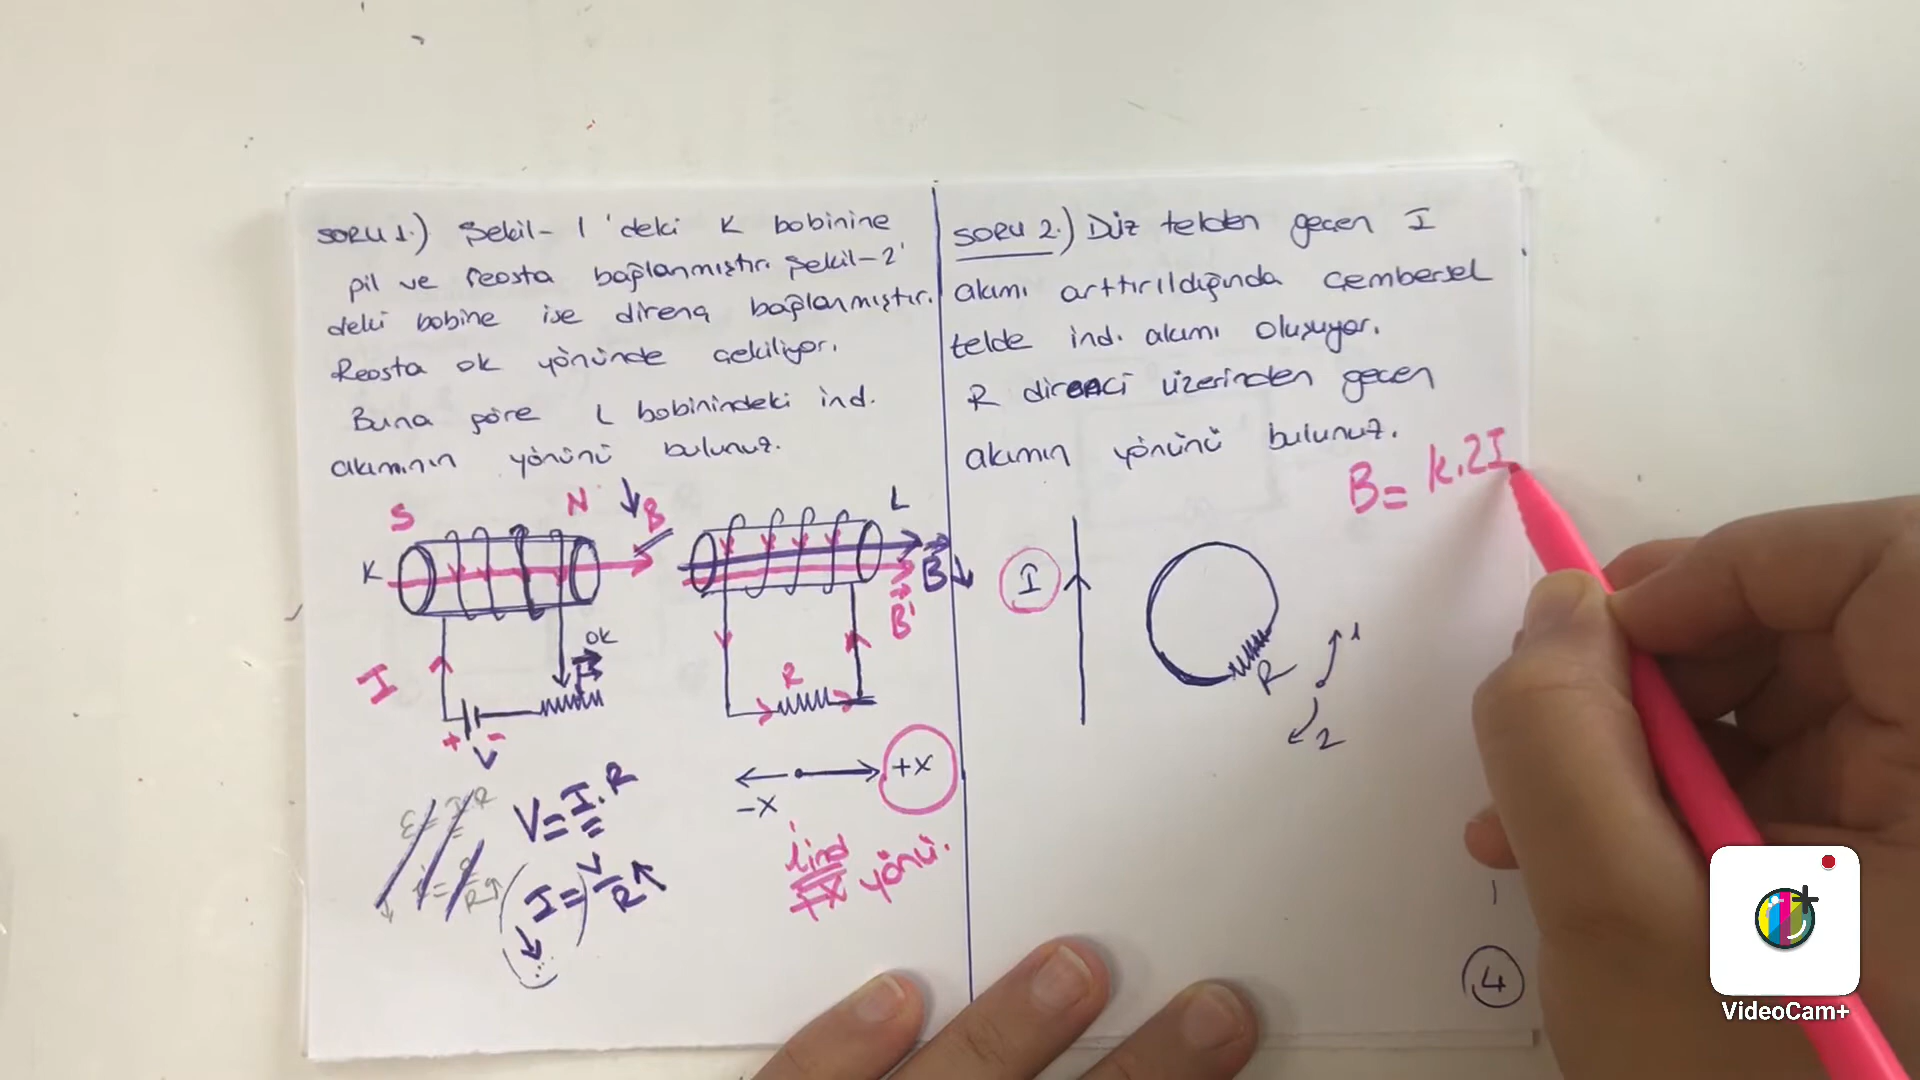 SORU 1.) Şekil-1 'deki K bobinine
pil ve reosta bağlanmıştır. Şekil-2'
deki bobine ise direnç bağlanmıştır.
Reosta ok yönünde çekiliyor.
Buna göre L bobinindeki ind.
akımının yönünü bulunuz.
S N B
K
OK
I
+ -
V
L
B
B'
R
-X +X
V=I.R
I=V/R
iind
+X yönü.
SORU 2.) Düz telden geçen I
akımı arttırıldığında çembersel
telde ind. akımı oluşuyor.
R direnci üzerinden geçen
akımın yönünü bulunuz.
B= k.2I
I
R
1
2
4
VideoCam+